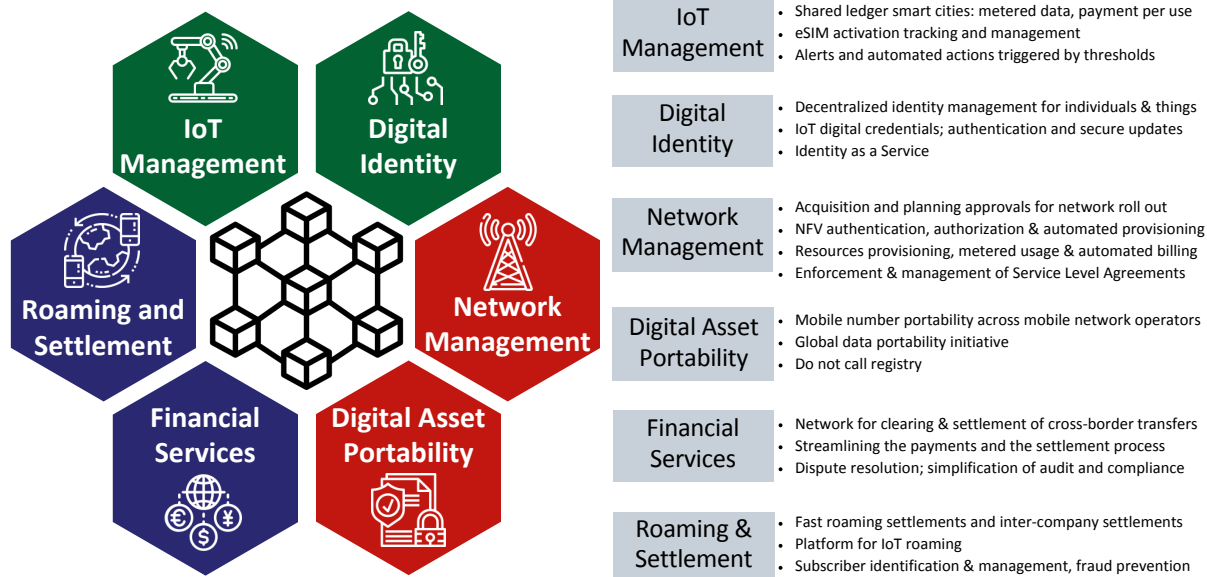 IoT
Management
Digital
Identity
Roaming and
Settlement
Network
Management
Financial
Services
Digital Asset
Portability
€
$
¥
IoT
Management
• Shared ledger smart cities: metered data, payment per use
• eSIM activation tracking and management
• Alerts and automated actions triggered by thresholds
Digital
Identity
• Decentralized identity management for individuals & things
• IoT digital credentials; authentication and secure updates
• Identity as a Service
Network
Management
• Acquisition and planning approvals for network roll out
• NFV authentication, authorization & automated provisioning
• Resources provisioning, metered usage & automated billing
• Enforcement & management of Service Level Agreements
Digital Asset
Portability
• Mobile number portability across mobile network operators
• Global data portability initiative
• Do not call registry
Financial
Services
• Network for clearing & settlement of cross-border transfers
• Streamlining the payments and the settlement process
• Dispute resolution; simplification of audit and compliance
Roaming &
Settlement
• Fast roaming settlements and inter-company settlements
• Platform for IoT roaming
• Subscriber identification & management, fraud prevention